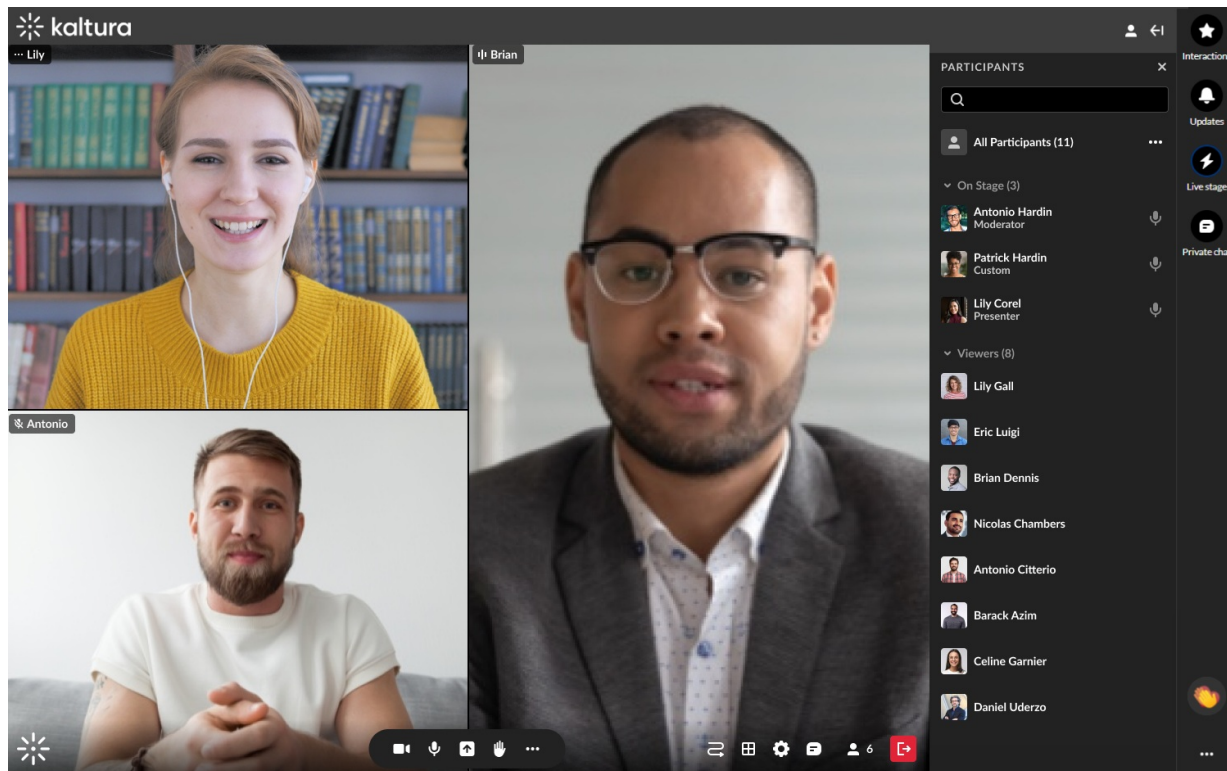 kaltura
Lily
Brian
Antonio
6
PARTICIPANTS
All Participants (11)
On Stage (3)
Antonio Hardin
Moderator
Patrick Hardin
Custom
Lily Corel
Presenter
Viewers (8)
Lily Gall
Eric Luigi
Brian Dennis
Nicolas Chambers
Antonio Citterio
Barack Azim
Celine Garnier
Daniel Uderzo
Interaction
Updates
Live stage
Private cha